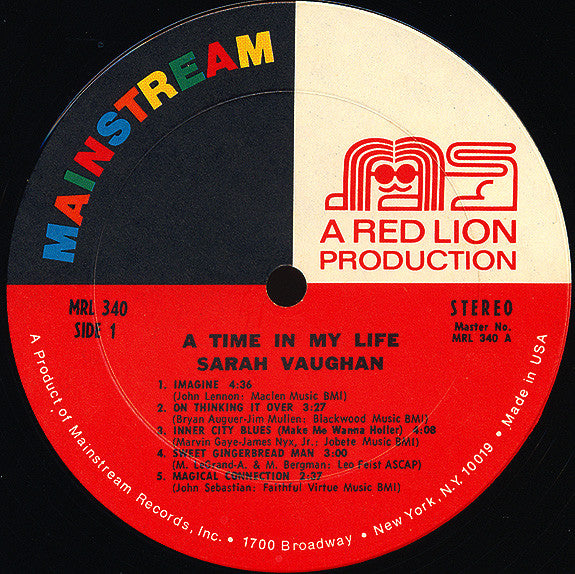 MAINSTREAM
A RED LION
PRODUCTION
MRL 340
SIDE 1
STEREO
Master No.
MRL 340 A
A TIME IN MY LIFE
SARAH VAUGHAN
1. IMAGINE 4:36
(John Lennon: Maclen Music BMI)
2. ON THINKING IT OVER 3:27
(Bryan Auguer-Jim Mullen: Blackwood Music BMI)
3. INNER CITY BLUES (Make Me Wanna Holler) 4:08
(Marvin Gaye-James Nyx, Jr.: Jobete Music BMI)
4. SWEET GINGERBREAD MAN 3:00
(M. LeGrand-A. & M. Bergman: Leo Feist ASCAP)
5. MAGICAL CONNECTION 2:37
(John Sebastian: Faithful Virtue Music BMI)
A Product of Mainstream Records, Inc. • 1700 Broadway • New York, N.Y. 10019 • Made in USA